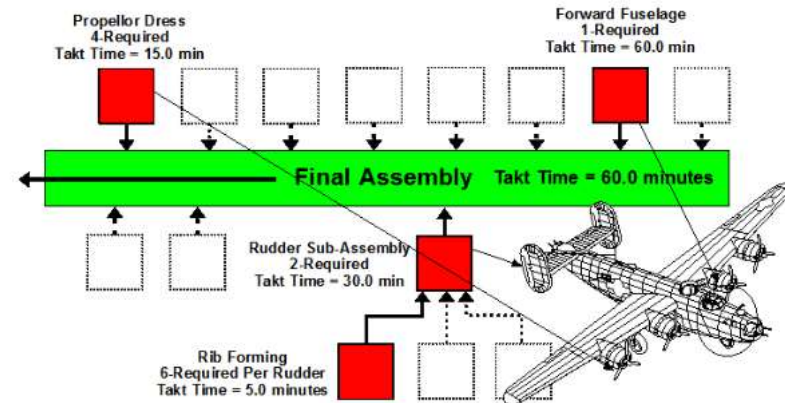 Propellor Dress
4-Required
Takt Time = 15.0 min
Forward Fuselage
1-Required
Takt Time = 60.0 min
Final Assembly Takt Time = 60.0 minutes
Rudder Sub-Assembly
2-Required
Takt Time = 30.0 min
Rib Forming
6-Required Per Rudder
Takt Time = 5.0 minutes